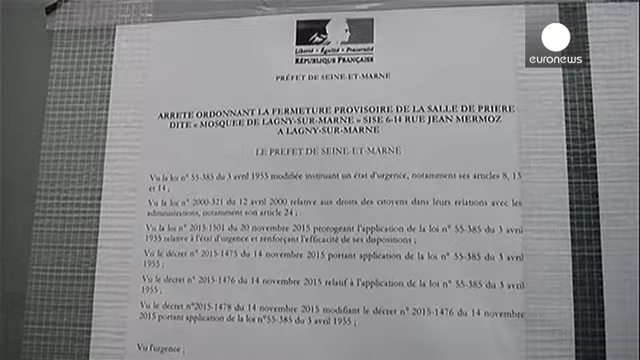 euronews
Liberté • Égalité • Fraternité
RÉPUBLIQUE FRANÇAISE
PRÉFET DE SEINE-ET-MARNE
ARRETE ORDONNANT LA FERMETURE PROVISOIRE DE LA SALLE DE PRIERE
DITE « MOSQUEE DE LAGNY-SUR-MARNE » SISE 6-14 RUE JEAN MERMOZ
A LAGNY-SUR-MARNE
LE PREFET DE SEINE-ET-MARNE
Vu la loi n° 55-385 du 3 avril 1955 modifiée instituant un état d'urgence, notamment ses articles 8, 13
et 14 ;
Vu la loi n° 2000-321 du 12 avril 2000 relative aux droits des citoyens dans leurs relations avec les
administrations, notamment son article 24 ;
Vu la loi n° 2015-1501 du 20 novembre 2015 prorogeant l'application de la loi n° 55-385 du 3 avril
1955 relative à l'état d'urgence et renforçant l'efficacité de ses dispositions ;
Vu le décret n° 2015-1475 du 14 novembre 2015 portant application de la loi n° 55-385 du 3 avril
1955 ;
Vu le décret n° 2015-1476 du 14 novembre 2015 relatif à l'application de la loi n° 55-385 du 3 avril
1955 ;
Vu le décret n°2015-1478 du 14 novembre 2015 modifiant le décret n° 2015-1476 du 14 novembre
2015 portant application de la loi n°55-385 du 3 avril 1955 ;
Vu l'urgence ;